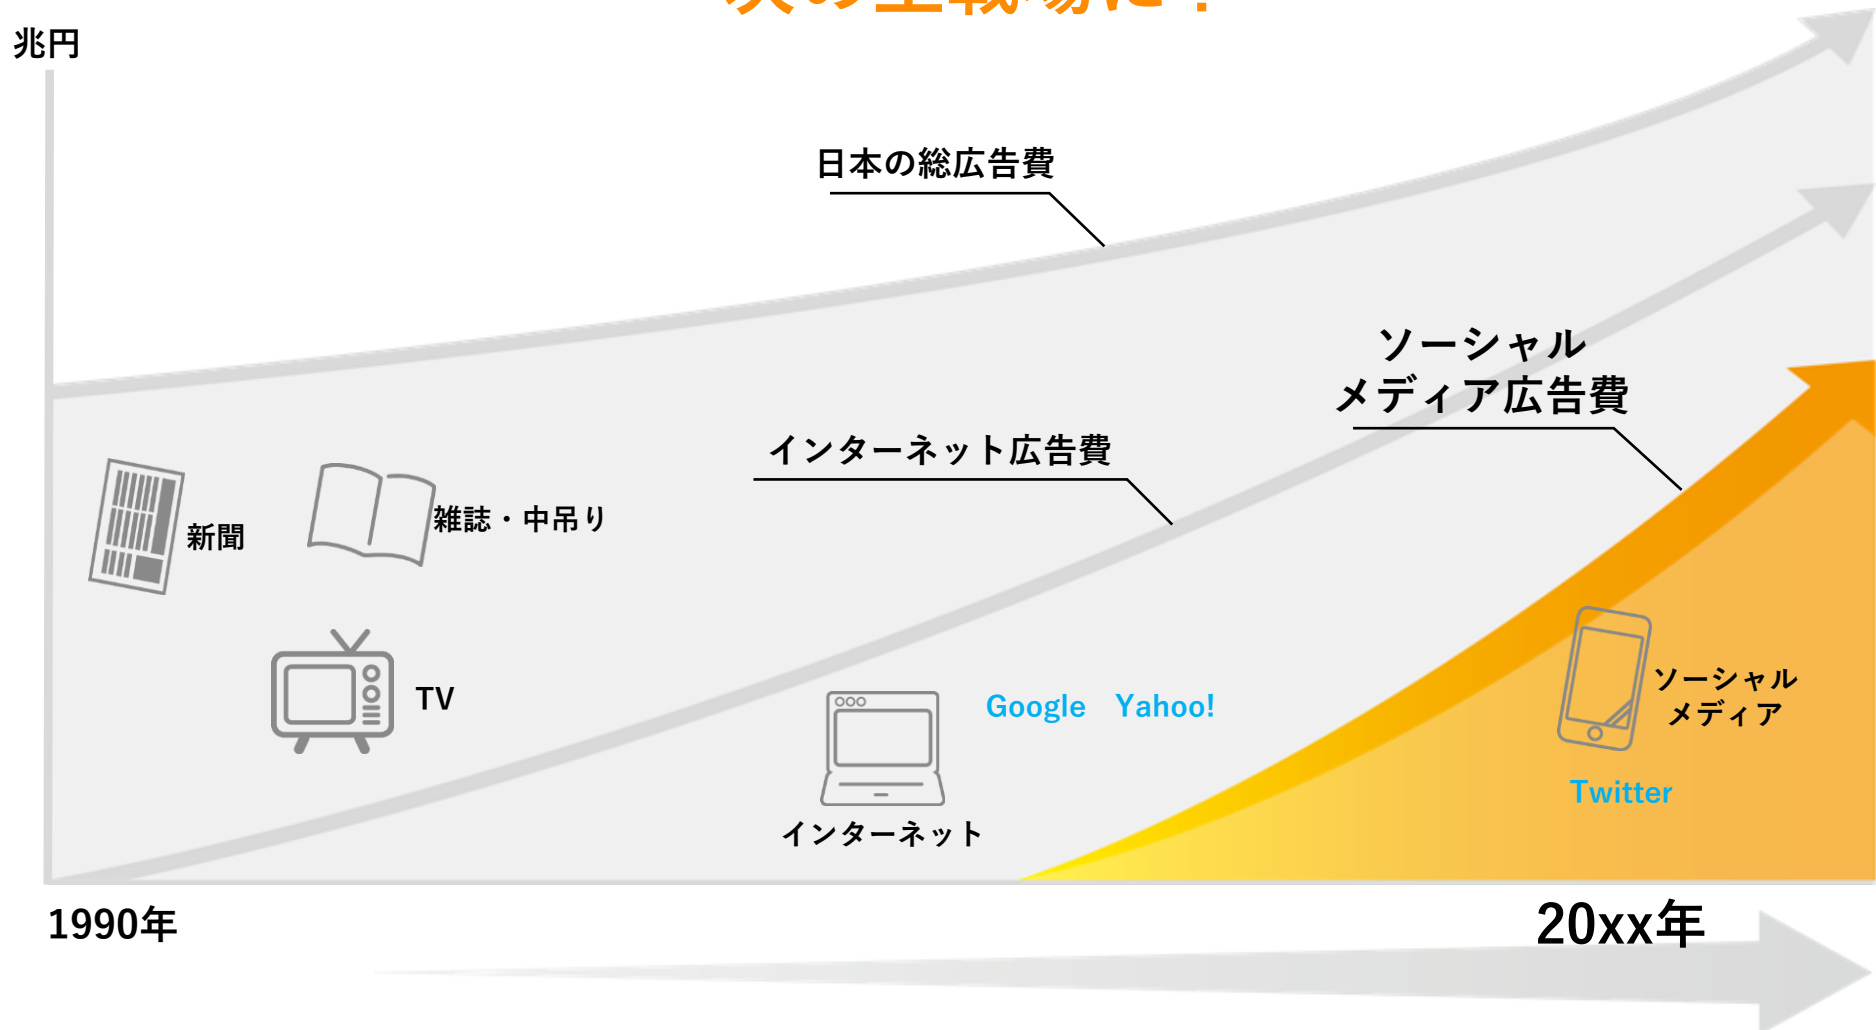 兆円
日本の総広告費
ソーシャル
メディア広告費
インターネット広告費
新聞
雑誌・中吊り
TV
Google Yahoo!
インターネット
ソーシャル
メディア
Twitter
1990年
20xx年